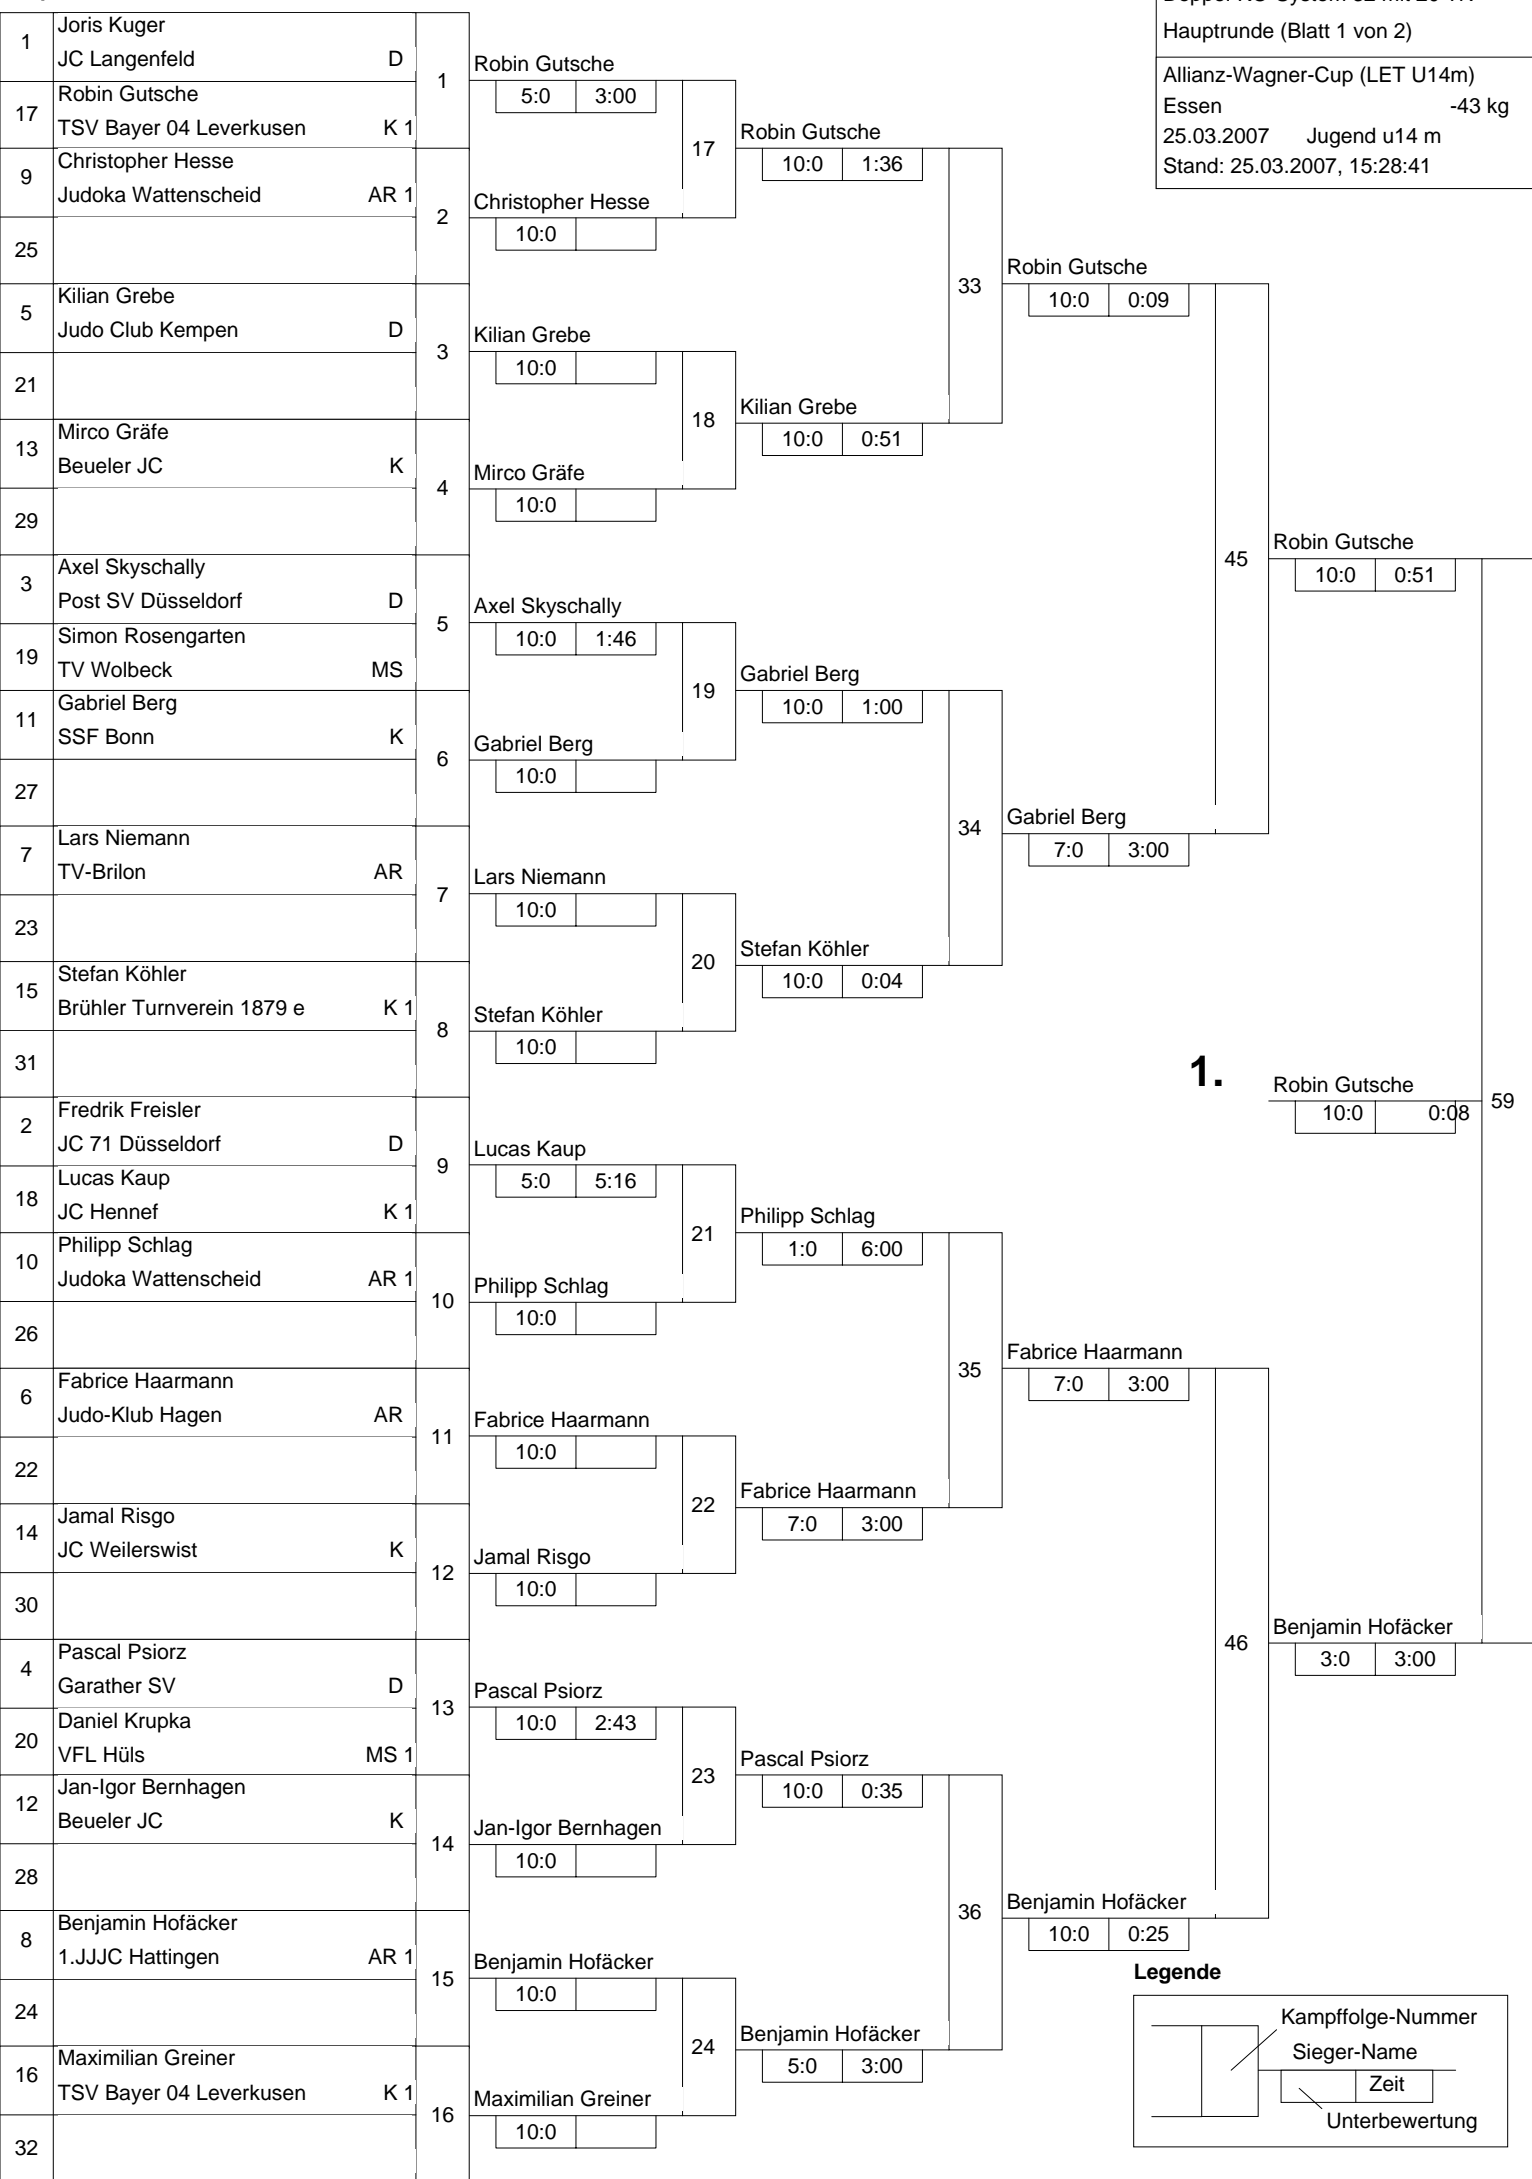 Hauptrunde (Blatt 1 von 2)
Allianz-Wagner-Cup (LET U14m)
Essen -43 kg
25.03.2007 Jugend u14 m
Stand: 25.03.2007, 15:28:41
1 Joris Kuger
JC Langenfeld D
17 Robin Gutsche
TSV Bayer 04 Leverkusen K 1
9 Christopher Hesse
Judoka Wattenscheid AR 1
25
5 Kilian Grebe
Judo Club Kempen D
21
13 Mirco Gräfe
Beueler JC K
29
3 Axel Skyschally
Post SV Düsseldorf D
19 Simon Rosengarten
TV Wolbeck MS
11 Gabriel Berg
SSF Bonn K
27
7 Lars Niemann
TV-Brilon AR
23
15 Stefan Köhler
Brühler Turnverein 1879 e K 1
31
2 Fredrik Freisler
JC 71 Düsseldorf D
18 Lucas Kaup
JC Hennef K 1
10 Philipp Schlag
Judoka Wattenscheid AR 1
26
6 Fabrice Haarmann
Judo-Klub Hagen AR
22
14 Jamal Risgo
JC Weilerswist K
30
4 Pascal Psiorz
Garather SV D
20 Daniel Krupka
VFL Hüls MS 1
12 Jan-Igor Bernhagen
Beueler JC K
28
8 Benjamin Hofäcker
1.JJJC Hattingen AR 1
24
16 Maximilian Greiner
TSV Bayer 04 Leverkusen K 1
32
1 Robin Gutsche
5:0 3:00
2 Christopher Hesse
10:0
3 Kilian Grebe
10:0
4 Mirco Gräfe
10:0
5 Axel Skyschally
10:0 1:46
6 Gabriel Berg
10:0
7 Lars Niemann
10:0
8 Stefan Köhler
10:0
9 Lucas Kaup
5:0 5:16
10 Philipp Schlag
10:0
11 Fabrice Haarmann
10:0
12 Jamal Risgo
10:0
13 Pascal Psiorz
10:0 2:43
14 Jan-Igor Bernhagen
10:0
15 Benjamin Hofäcker
10:0
16 Maximilian Greiner
10:0
17 Robin Gutsche
10:0 1:36
18 Kilian Grebe
10:0 0:51
19 Gabriel Berg
10:0 1:00
20 Stefan Köhler
10:0 0:04
21 Philipp Schlag
1:0 6:00
22 Fabrice Haarmann
7:0 3:00
23 Pascal Psiorz
10:0 0:35
24 Benjamin Hofäcker
5:0 3:00
33 Robin Gutsche
10:0 0:09
34 Gabriel Berg
7:0 3:00
35 Fabrice Haarmann
7:0 3:00
36 Benjamin Hofäcker
10:0 0:25
45 Robin Gutsche
10:0 0:51
46 Benjamin Hofäcker
3:0 3:00
1. Robin Gutsche 59
10:0 0:08
Legende
Kampffolge-Nummer
Sieger-Name
Zeit
Unterbewertung